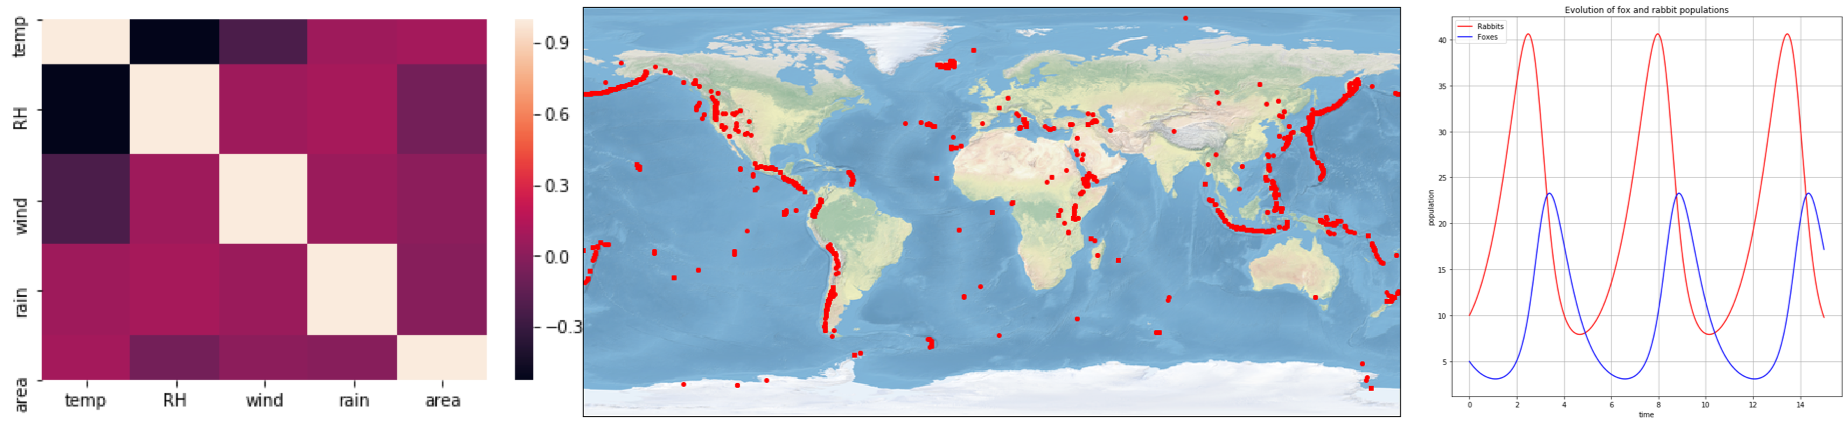 temp
RH
wind
rain
area
temp
RH
wind
rain
area
0.9
0.6
0.3
0.0
−0.3
Evolution of fox and rabbit populations
Rabbits
Foxes
population
40
35
30
25
20
15
10
5
0
2
4
6
8
10
12
14
time